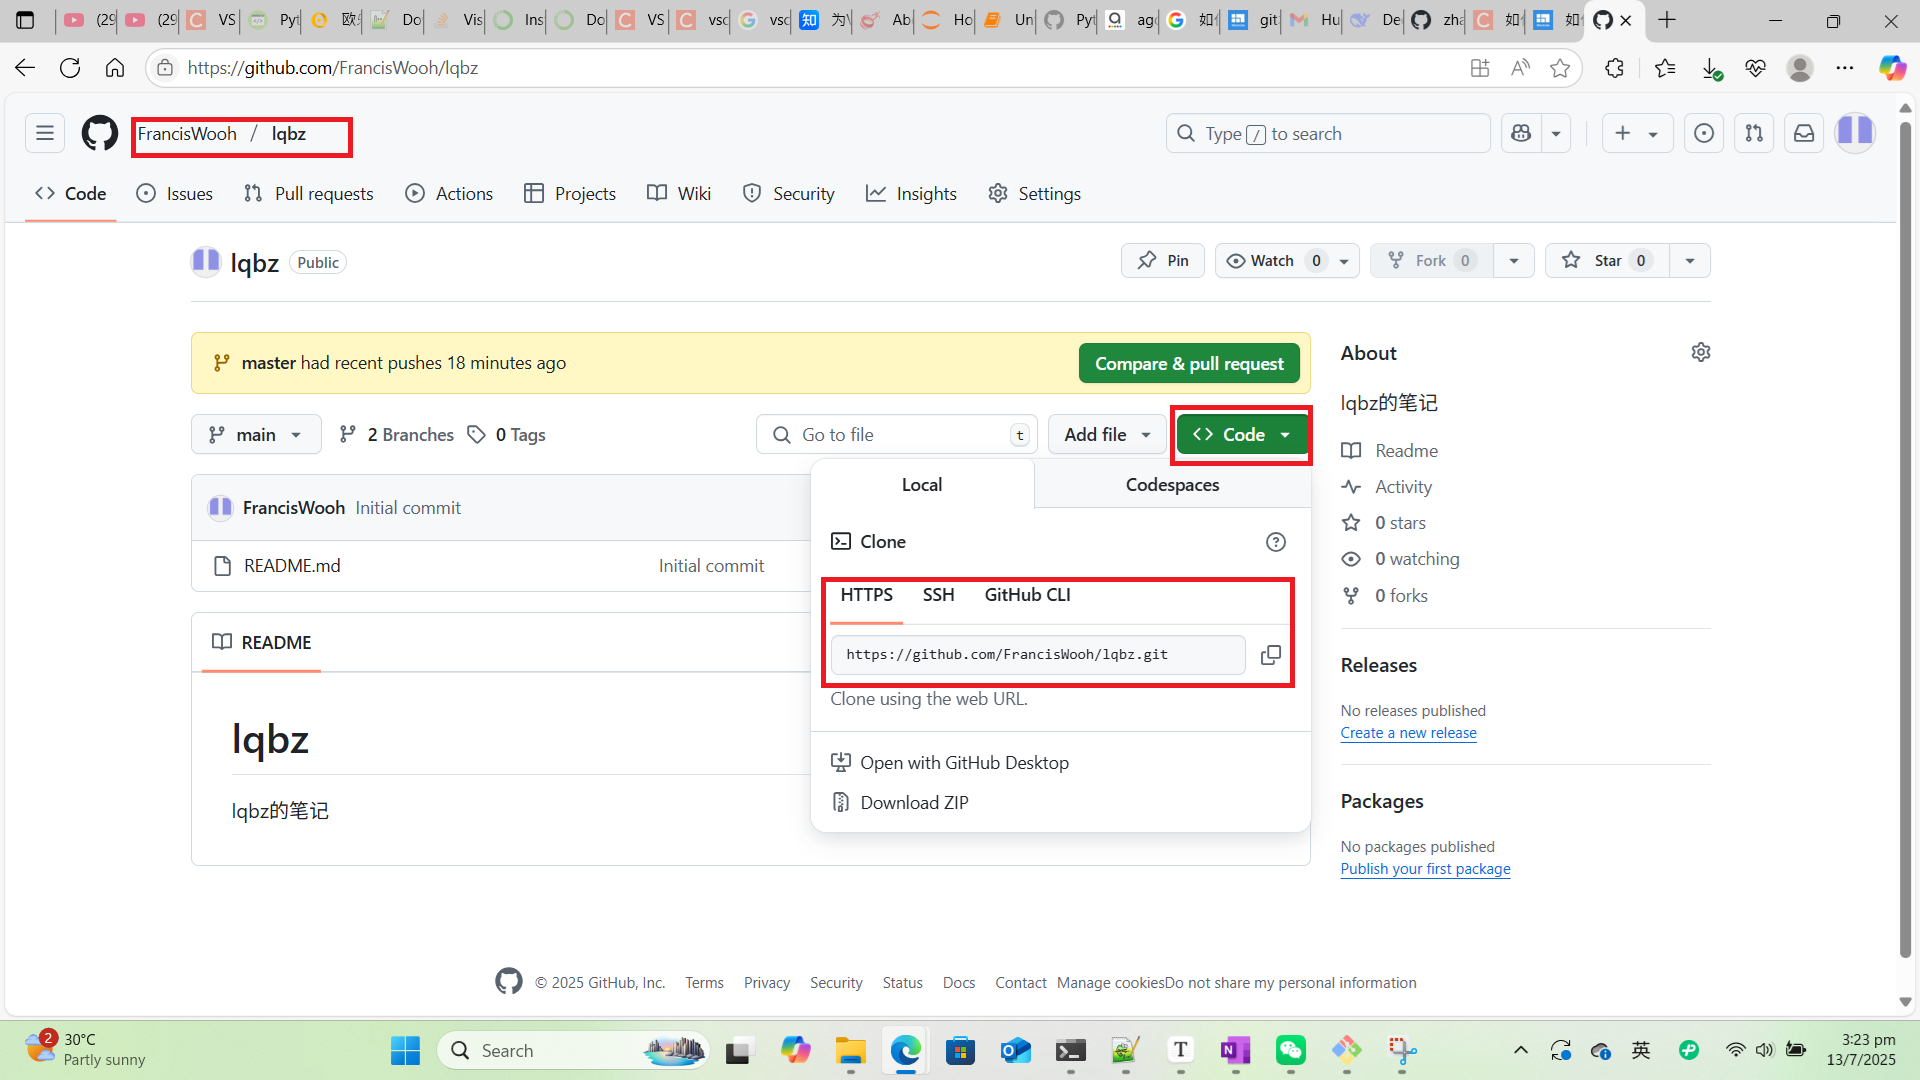 (29
(29
VS
Pyt
欧
Do
Vis
Ins
Do
VS
vsc
vsc
为
Ab
Ho
Un
Pyt
ago
如
git
Hu
De
zha
如
如
https://github.com/FrancisWooh/lqbz
FrancisWooh / lqbz
Type / to search
Code
Issues
Pull requests
Actions
Projects
Wiki
Security
Insights
Settings
lqbz Public
Pin
Watch 0
Fork 0
Star 0
master had recent pushes 18 minutes ago
Compare & pull request
main
2 Branches
0 Tags
Go to file t
Add file
Code
Local
Codespaces
FrancisWooh Initial commit
README.md Initial commit
Clone
HTTPS SSH GitHub CLI
https://github.com/FrancisWooh/lqbz.git
Clone using the web URL.
Open with GitHub Desktop
Download ZIP
README
lqbz
lqbz的笔记
About
lqbz的笔记
Readme
Activity
0 stars
0 watching
0 forks
Releases
No releases published
Create a new release
Packages
No packages published
Publish your first package
© 2025 GitHub, Inc. Terms Privacy Security Status Docs Contact Manage cookies Do not share my personal information
2
30°C
Partly sunny
Search
英
3:23 pm
13/7/2025